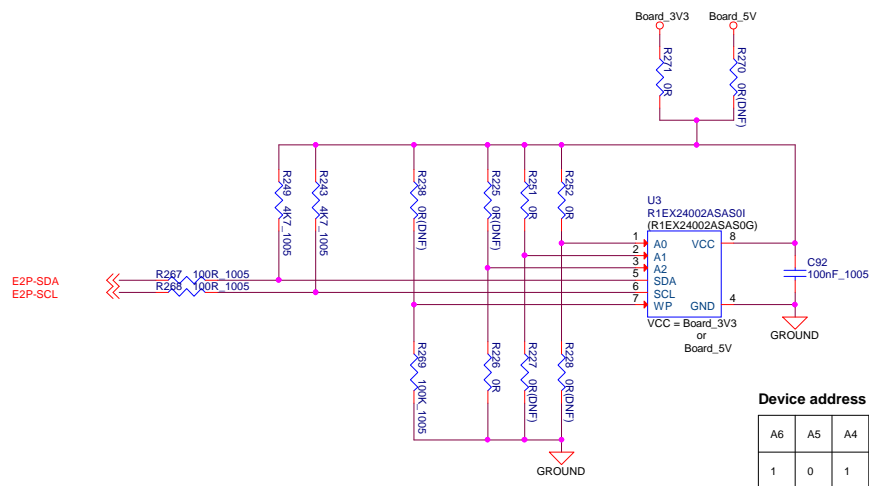 Board_3V3 Board_5V
R271 0R
R270 0R(DNF)
R249 4K7_1005
R243 4K7_1005
R238 0R(DNF)
R225 0R(DNF)
R251 0R
R252 0R
U3
R1EX24002ASAS0I
(R1EX24002ASAS0G)
1 A0 VCC 8
2 A1
3 A2
5 SDA
6 SCL
7 WP GND 4
VCC = Board_3V3
or
Board_5V
C92
100nF_1005
GROUND
E2P-SDA
E2P-SCL
R267 100R_1005
R268 100R_1005
R269 100K_1005
R226 0R
R227 0R(DNF)
R228 0R(DNF)
GROUND
Device address
A6 A5 A4
1 0 1